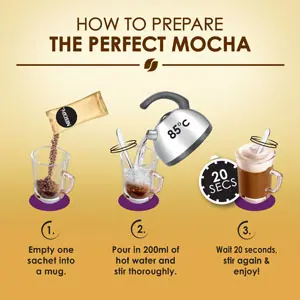 HOW TO PREPARE
THE PERFECT MOCHA
85°C
20
SECS
1.
Empty one
sachet into
a mug.
2.
Pour in 200ml of
hot water and
stir thoroughly.
3.
Wait 20 seconds,
stir again &
enjoy!